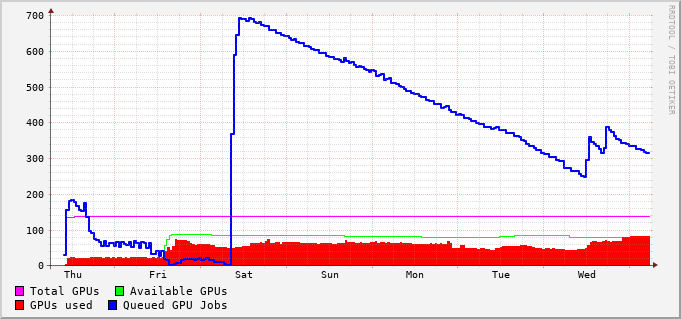 700
600
500
400
300
200
100
0
Thu Fri Sat Sun Mon Tue Wed
Total GPUs Available GPUs
GPUs used Queued GPU Jobs
RRDTOOL / TOBI OETIKER